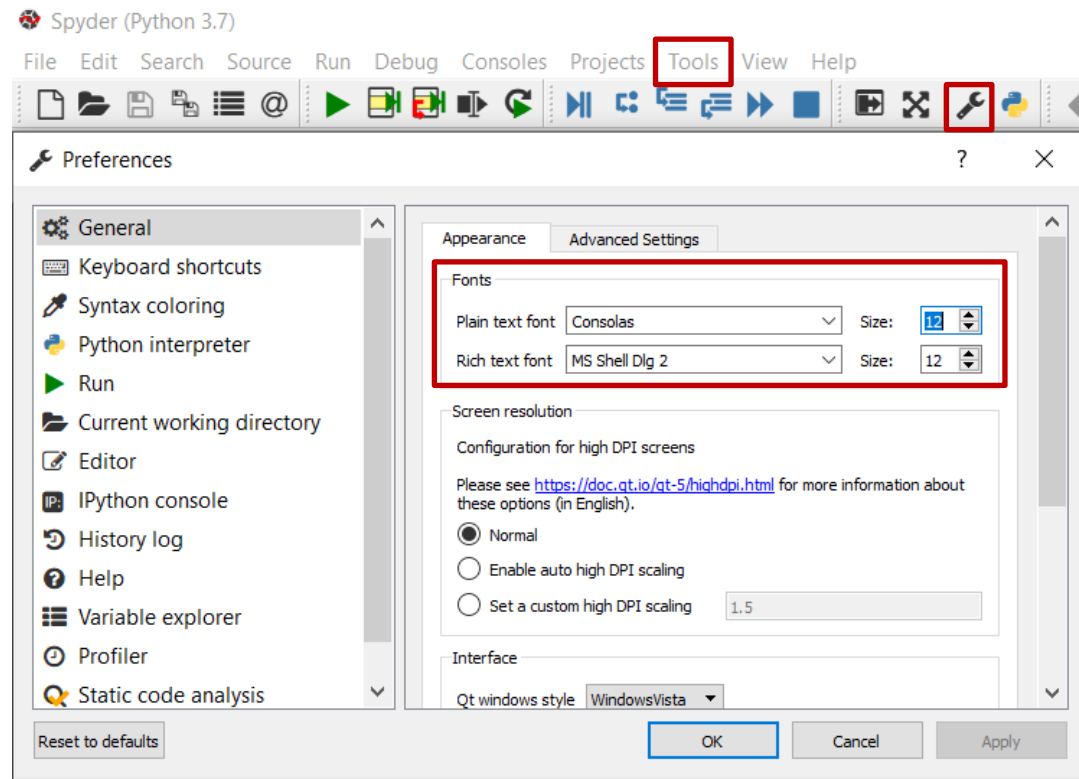 Spyder (Python 3.7)
File Edit Search Source Run Debug Consoles Projects Tools View Help
@
Preferences ?
General
Keyboard shortcuts
Syntax coloring
Python interpreter
Run
Current working directory
Editor
IP: IPython console
History log
Help
Variable explorer
Profiler
Static code analysis
Appearance Advanced Settings
Fonts
Plain text font Consolas Size: 12
Rich text font MS Shell Dlg 2 Size: 12
Screen resolution
Configuration for high DPI screens
Please see https://doc.qt.io/qt-5/highdpi.html for more information about
these options (in English).
Normal
Enable auto high DPI scaling
Set a custom high DPI scaling 1.5
Interface
Qt windows style WindowsVista
Reset to defaults OK Cancel Apply